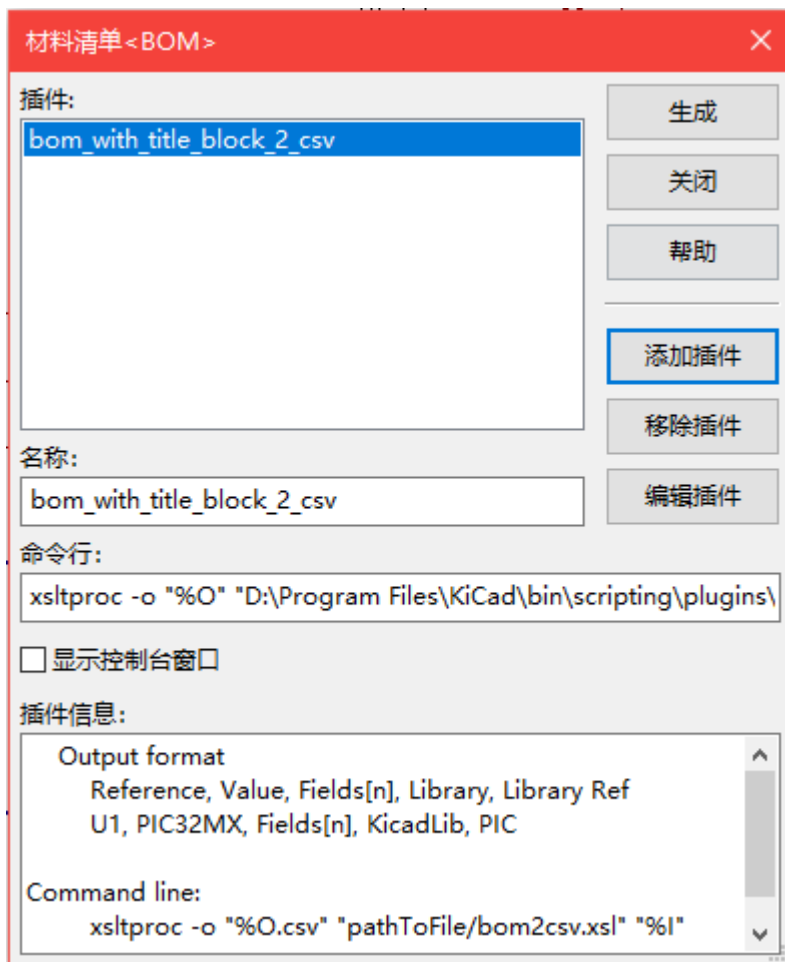 材料清单<BOM>
插件:
bom_with_title_block_2_csv
生成
关闭
帮助
添加插件
移除插件
编辑插件
名称:
bom_with_title_block_2_csv
命令行:
xsltproc -o "%O" "D:\Program Files\KiCad\bin\scripting\plugins\
显示控制台窗口
插件信息:
Output format
Reference, Value, Fields[n], Library, Library Ref
U1, PIC32MX, Fields[n], KicadLib, PIC
Command line:
xsltproc -o "%O.csv" "pathToFile/bom2csv.xsl" "%I"